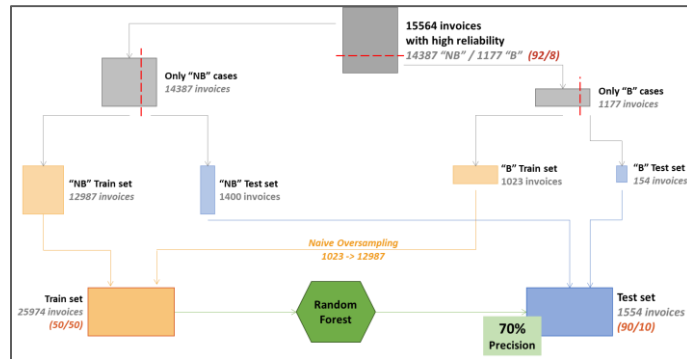 15564 invoices
with high reliability
14387 “NB” / 1177 “B” (92/8)
Only “NB” cases
14387 invoices
Only “B” cases
1177 invoices
“NB” Train set
12987 invoices
“NB” Test set
1400 invoices
“B” Train set
1023 invoices
“B” Test set
154 invoices
Naive Oversampling
1023 -> 12987
Train set
25974 invoices
(50/50)
Random
Forest
70%
Precision
Test set
1554 invoices
(90/10)